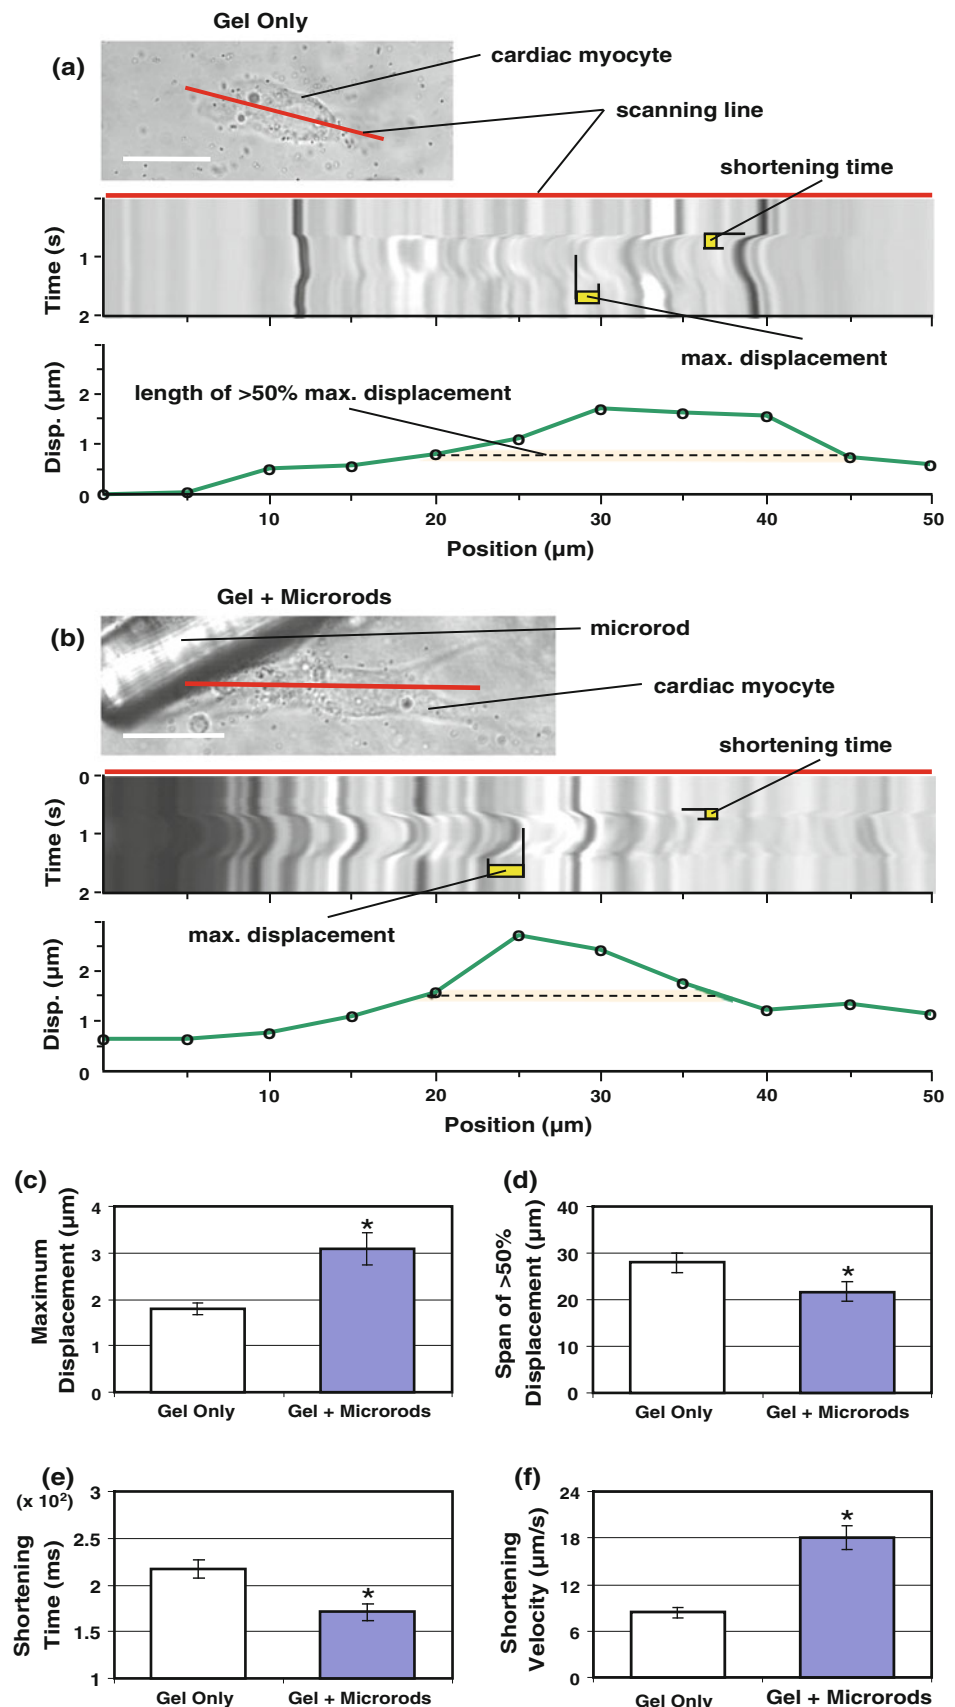 Gel Only
(a)
cardiac myocyte
scanning line
shortening time
Time (s)
1
2
max. displacement
Disp. (µm)
2
1
0
length of >50% max. displacement
10 20 30 40 50
Position (µm)
Gel + Microrods
(b)
microrod
cardiac myocyte
shortening time
Time (s)
0
1
2
max. displacement
Disp. (µm)
2
1
0
10 20 30 40 50
Position (µm)
(c)
Maximum
Displacement (µm)
4
3
2
1
0
*
Gel Only Gel + Microrods
(d)
Span of >50%
Displacement (µm)
40
30
20
10
0
*
Gel Only Gel + Microrods
(e)
(x 10²)
Shortening
Time (ms)
3
2.5
2
1.5
1
*
Gel Only Gel + Microrods
(f)
Shortening
Velocity (µm/s)
24
18
12
6
0
*
Gel Only Gel + Microrods